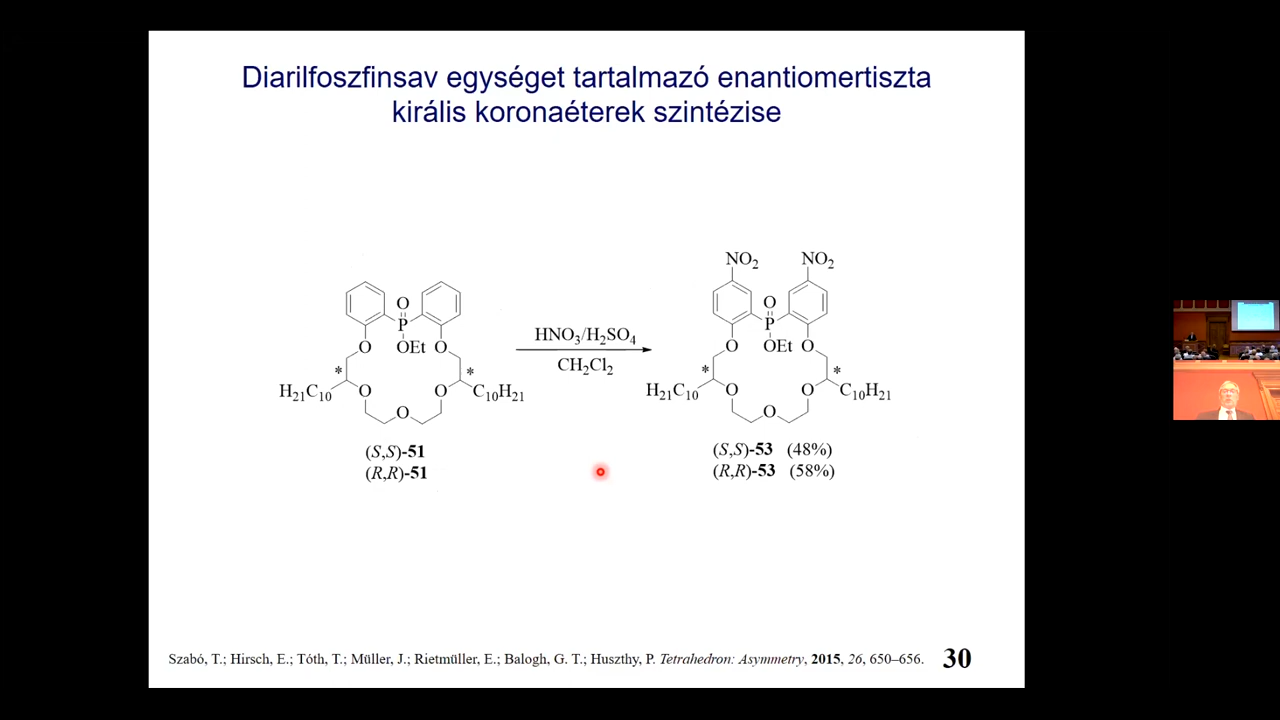 Diarilfoszfinsav egységet tartalmazó enantiomertiszta
királis koronaéterek szintézise
NO₂ NO₂
O O
P P
HNO₃/H₂SO₄
O OEt O O OEt O
CH₂Cl₂
* * * *
H₂₁C₁₀ O O C₁₀H₂₁ H₂₁C₁₀ O O C₁₀H₂₁
O O
(S,S)-51 (S,S)-53 (48%)
(R,R)-51 (R,R)-53 (58%)
Szabó, T.; Hirsch, E.; Tóth, T.; Müller, J.; Rietmüller, E.; Balogh, G. T.; Huszthy, P. Tetrahedron: Asymmetry, 2015, 26, 650–656. 30